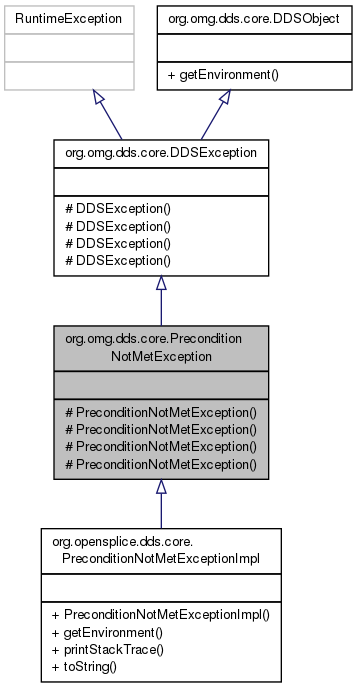 RuntimeException
org.omg.dds.core.DDSObject
+ getEnvironment()
org.omg.dds.core.DDSException
# DDSException()
# DDSException()
# DDSException()
# DDSException()
org.omg.dds.core.Precondition
NotMetException
# PreconditionNotMetException()
# PreconditionNotMetException()
# PreconditionNotMetException()
# PreconditionNotMetException()
org.opensplice.dds.core.
PreconditionNotMetExceptionImpl
+ PreconditionNotMetExceptionImpl()
+ getEnvironment()
+ printStackTrace()
+ toString()